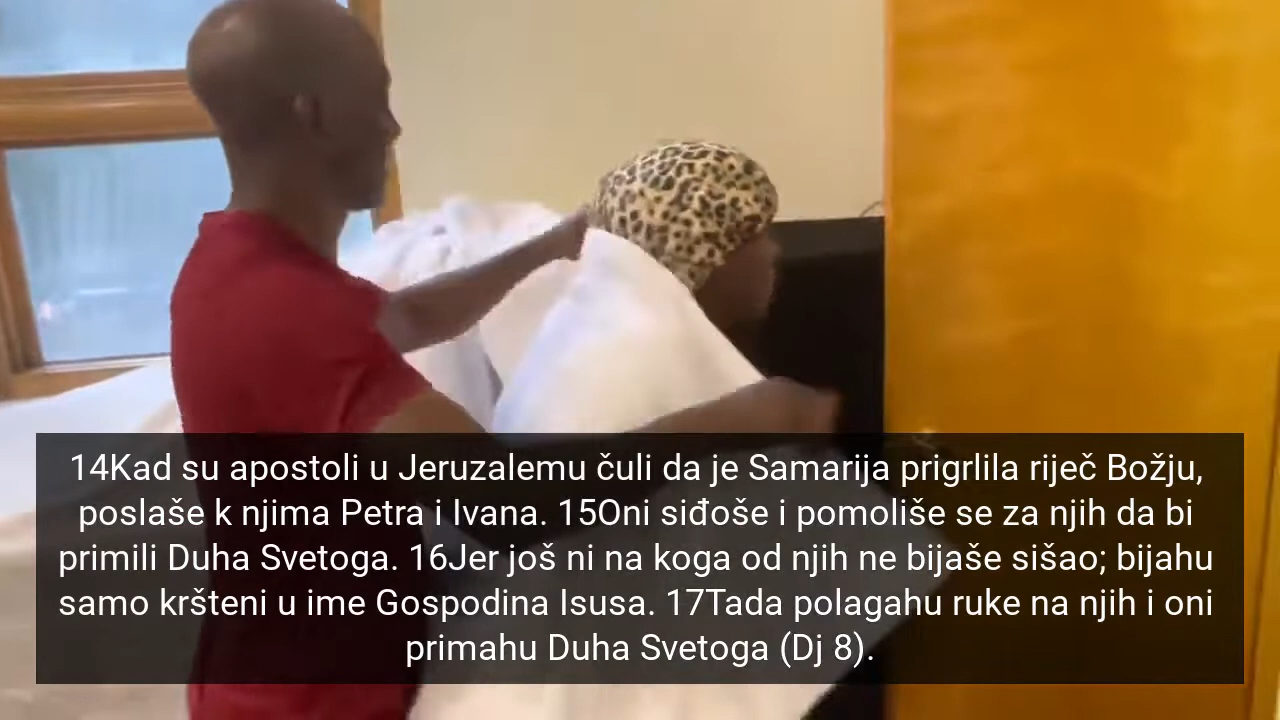 14Kad su apostoli u Jeruzalemu čuli da je Samarija prigrlila riječ Božju,
poslaše k njima Petra i Ivana. 15Oni siđoše i pomoliše se za njih da bi
primili Duha Svetoga. 16Jer još ni na koga od njih ne bijaše sišao; bijahu
samo kršteni u ime Gospodina Isusa. 17Tada polagahu ruke na njih i oni
primahu Duha Svetoga (Dj 8).